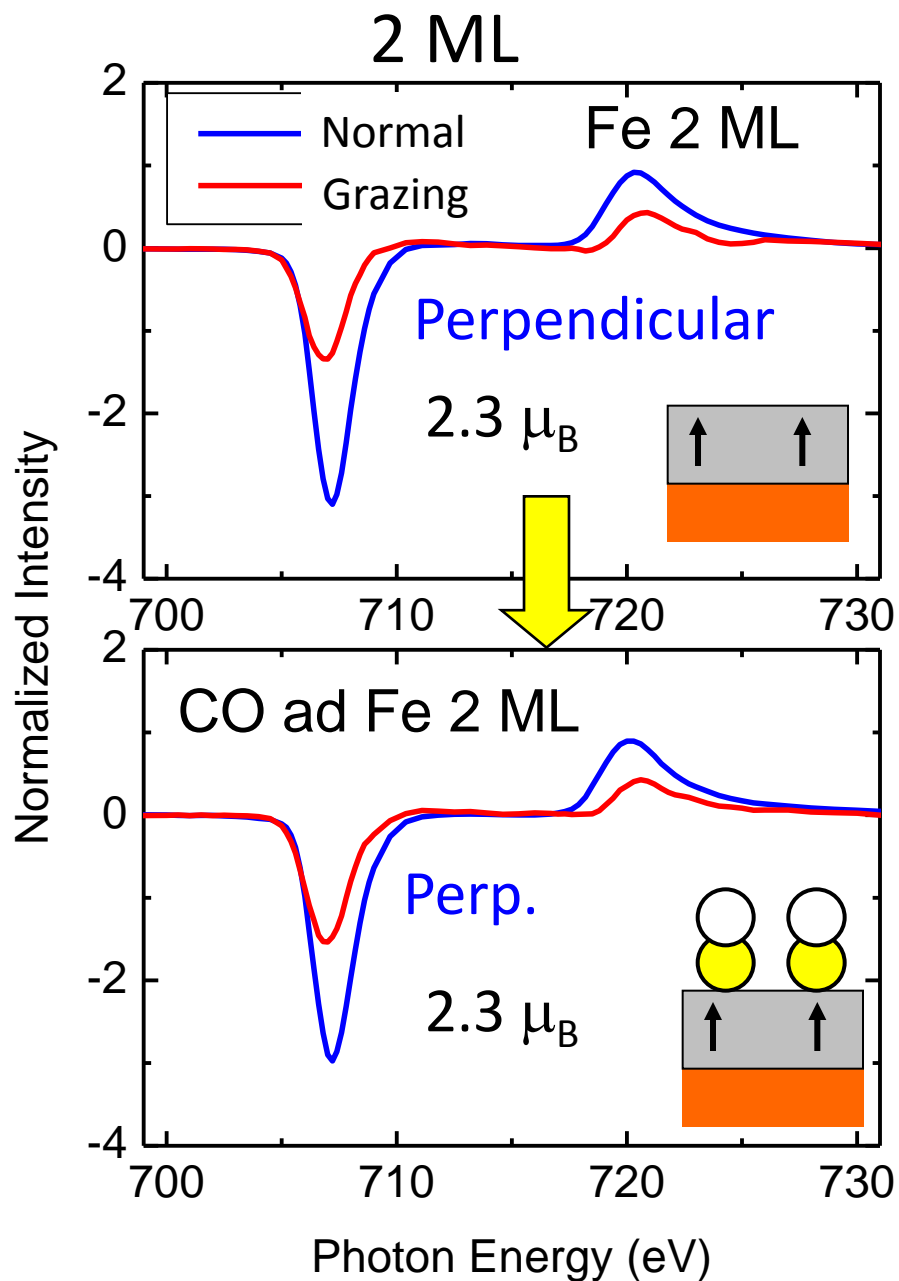 2 ML
2
Normal
Fe 2 ML
Grazing
0
Perpendicular
-2
2.3 μB
-4
700 710 720 730
Normalized Intensity
2
CO ad Fe 2 ML
0
Perp.
-2
2.3 μB
-4
700 710 720 730
Photon Energy (eV)